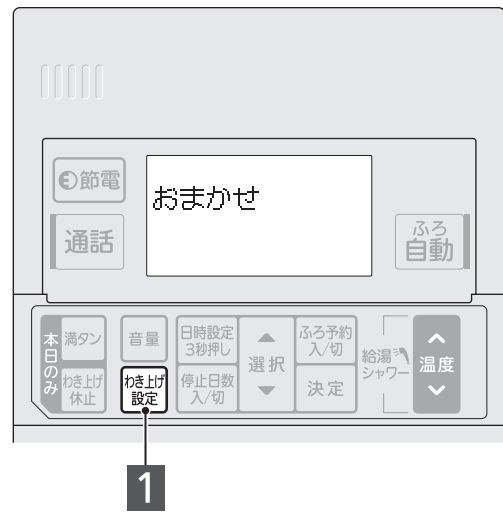 節電
おまかせ
通話
ふろ
自動
本日のみ
満タン
わき上げ
休止
音量
わき上げ
設定
日時設定
3秒押し
停止日数
入/切
選択
ふろ予約
入/切
決定
給湯
シャワー
温度
1